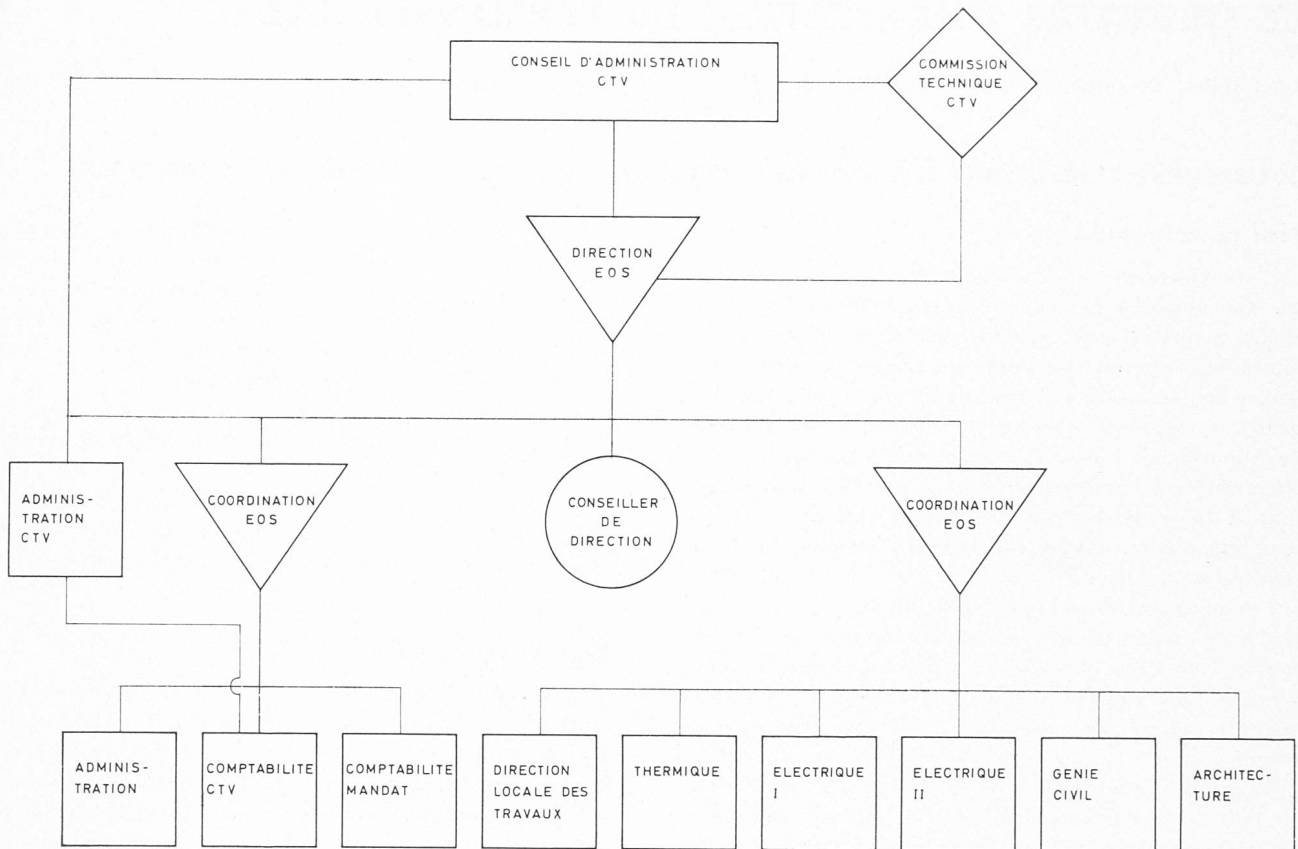 CONSEIL D'ADMINISTRATION
CTV
COMMISSION
TECHNIQUE
CTV
DIRECTION
EOS
ADMINIS-
TRATION
CTV
COORDINATION
EOS
CONSEILLER
DE
DIRECTION
COORDINATION
EOS
ADMINIS-
TRATION
COMPTABILITE
CTV
COMPTABILITE
MANDAT
DIRECTION
LOCALE DES
TRAVAUX
THERMIQUE
ELECTRIQUE
I
ELECTRIQUE
II
GENIE
CIVIL
ARCHITEC-
TURE